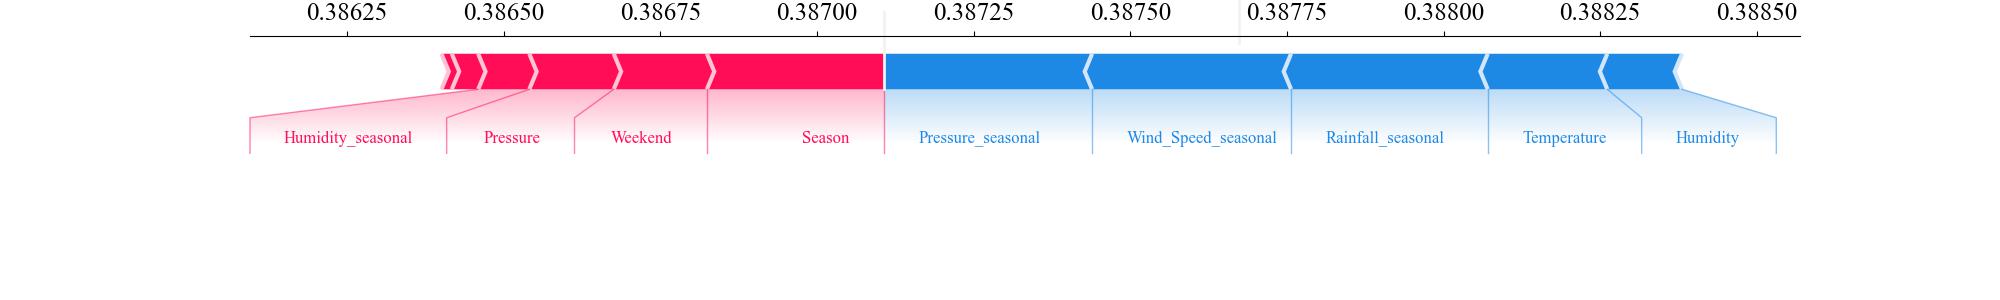 0.38625 0.38650 0.38675 0.38700 0.38725 0.38750 0.38775 0.38800 0.38825 0.38850
Humidity_seasonal Pressure Weekend Season Pressure_seasonal Wind_Speed_seasonal Rainfall_seasonal Temperature Humidity